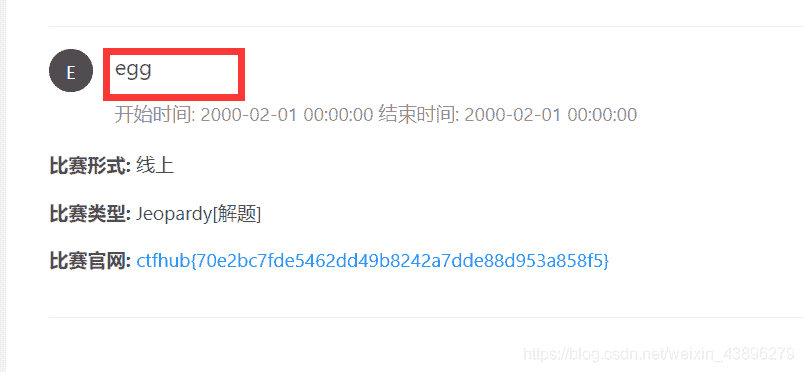 E
egg
开始时间: 2000-02-01 00:00:00 结束时间: 2000-02-01 00:00:00
比赛形式: 线上
比赛类型: Jeopardy[解题]
比赛官网: ctfhub{70e2bc7fde5462dd49b8242a7dde88d953a858f5}
https://blog.csdn.net/weixin_43896279